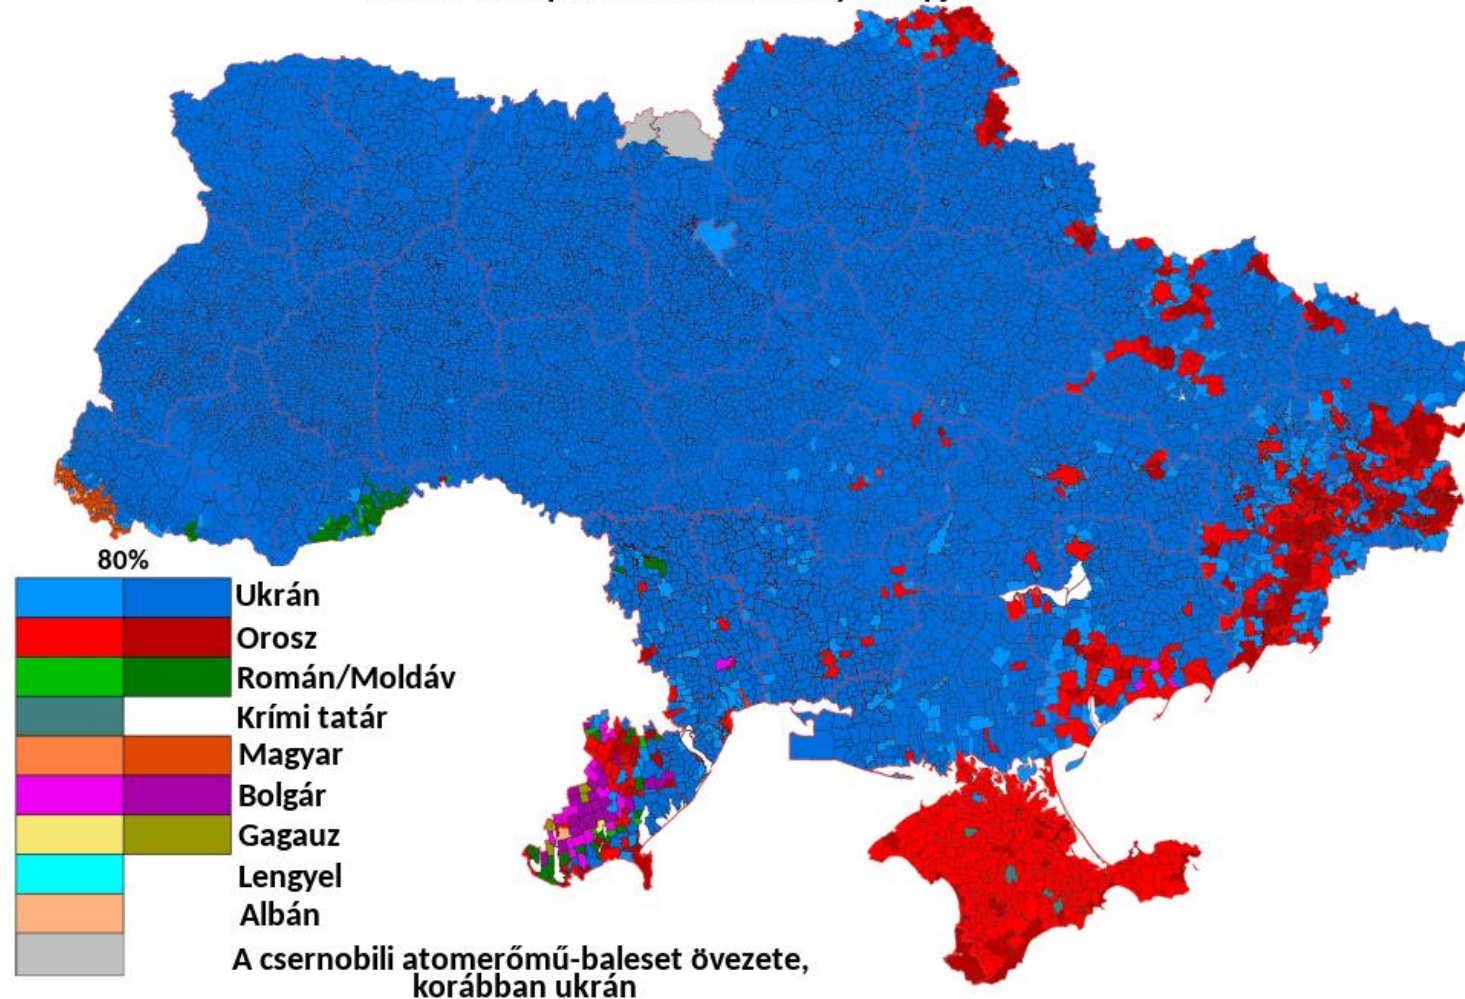 80%
Ukrán
Orosz
Román/Moldáv
Krími tatár
Magyar
Bolgár
Gagauz
Lengyel
Albán
A csernobili atomerőmű-baleset övezete,
korábban ukrán